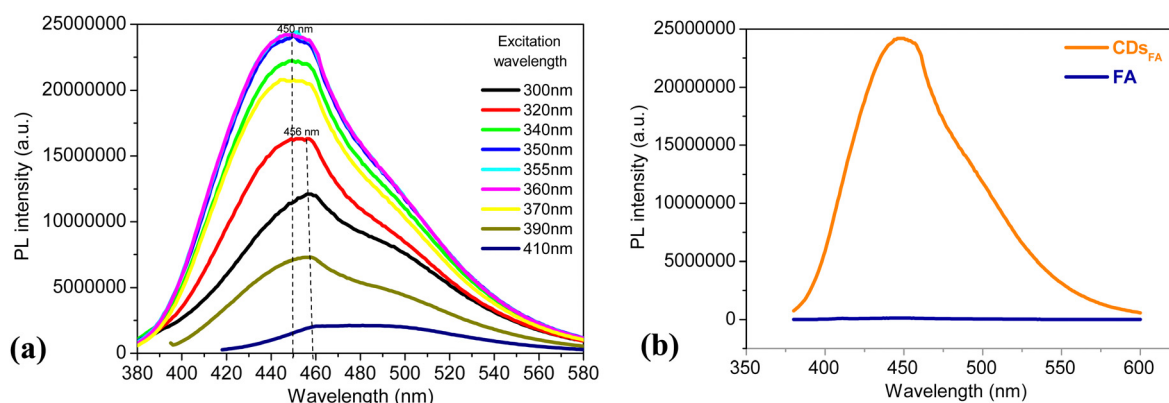 450 nm
456 nm
Excitation
wavelength
300nm
320nm
340nm
350nm
355nm
360nm
370nm
390nm
410nm
25000000
20000000
15000000
10000000
5000000
0
380 400 420 440 460 480 500 520 540 560 580
PL intensity (a.u.)
Wavelength (nm)
(a)
CDsFA
FA
25000000
20000000
15000000
10000000
5000000
0
350 400 450 500 550 600
PL intensity (a.u.)
Wavelength (nm)
(b)